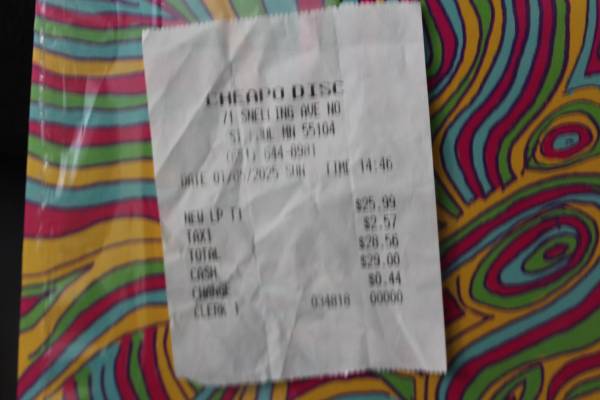 CHEAPO DISC
71 SNELLING AVE NO
ST PAUL MN 55104
(651) 644-8981
DATE 01/05/2025 SUN TIME 14:46
NEW LP T1 $25.99
TAX1 $2.57
TOTAL $28.56
CASH $29.00
CHANGE $0.44
CLERK 1 034818 00000